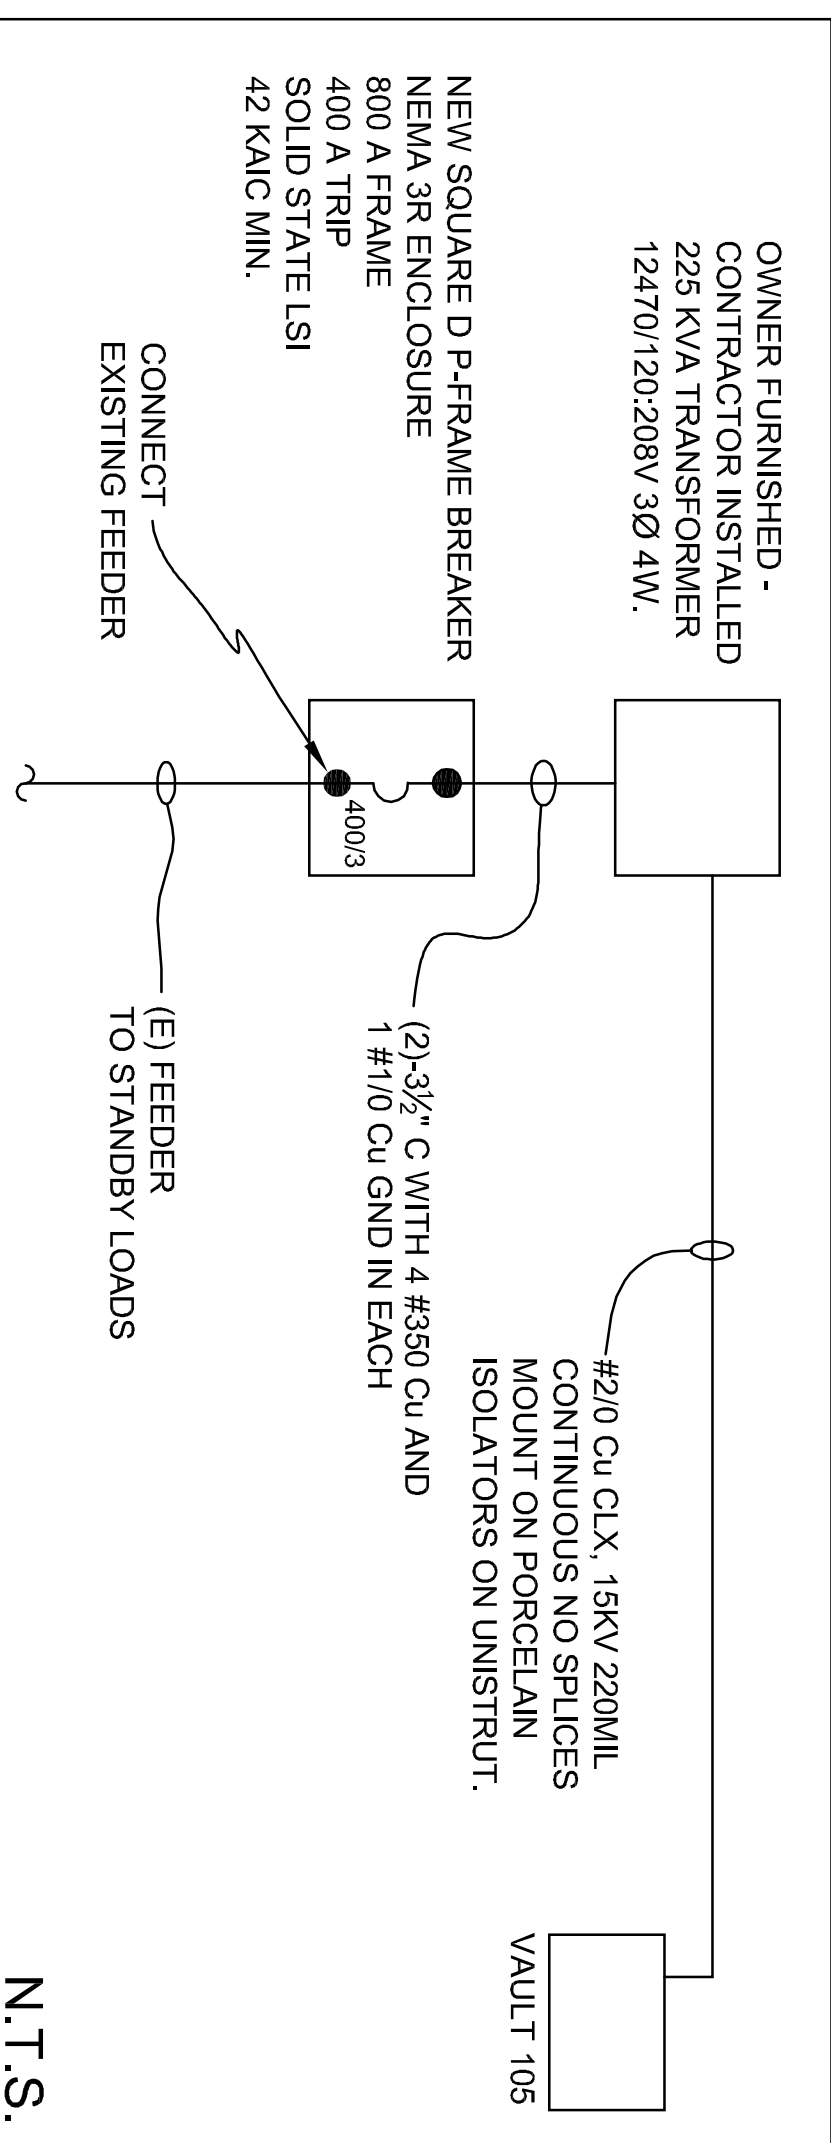 OWNER FURNISHED -
CONTRACTOR INSTALLED
225 KVA TRANSFORMER
12470/120:208V 3Ø 4W.
NEW SQUARE D P-FRAME BREAKER
NEMA 3R ENCLOSURE
800 A FRAME
400 A TRIP
SOLID STATE LSI
42 KAIC MIN.
CONNECT
EXISTING FEEDER
400/3
#2/0 Cu CLX, 15KV 220MIL
CONTINUOUS NO SPLICES
MOUNT ON PORCELAIN
ISOLATORS ON UNISTRUT.
(2)-3½" C WITH 4 #350 Cu AND
1 #1/0 Cu GND IN EACH
(E) FEEDER
TO STANDBY LOADS
VAULT 105
N.T.S.